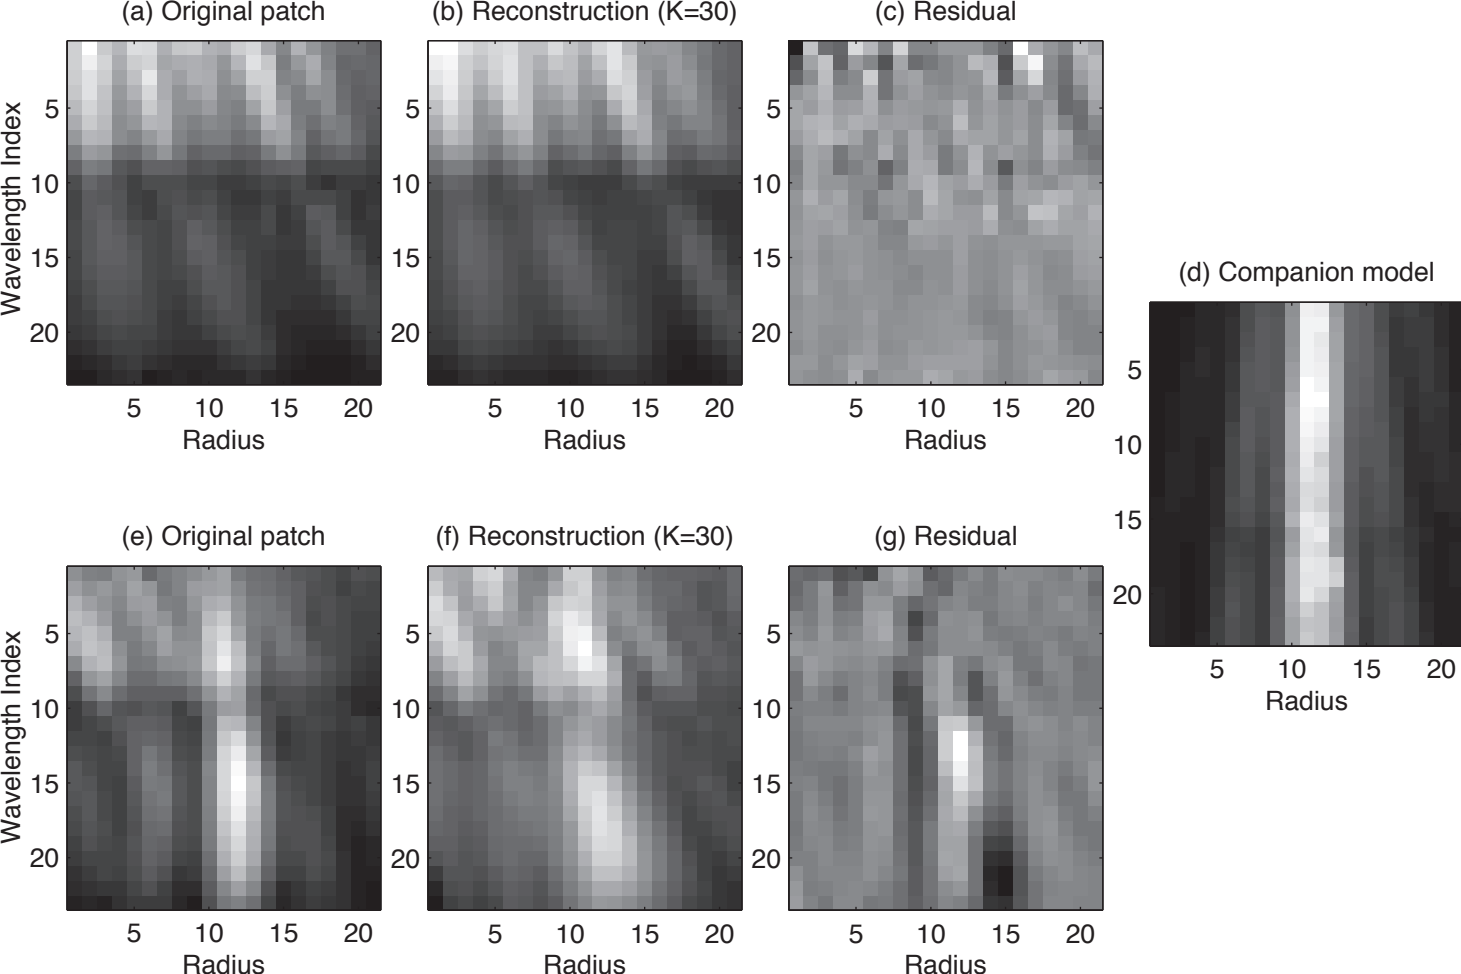 (a) Original patch
(b) Reconstruction (K=30)
(c) Residual
Wavelength Index
5
10
15
20
5 10 15 20
Radius
5
10
15
20
5 10 15 20
Radius
5
10
15
20
5 10 15 20
Radius
(d) Companion model
5
10
15
20
5 10 15 20
Radius
(e) Original patch
(f) Reconstruction (K=30)
(g) Residual
Wavelength Index
5
10
15
20
5 10 15 20
Radius
5
10
15
20
5 10 15 20
Radius
5
10
15
20
5 10 15 20
Radius